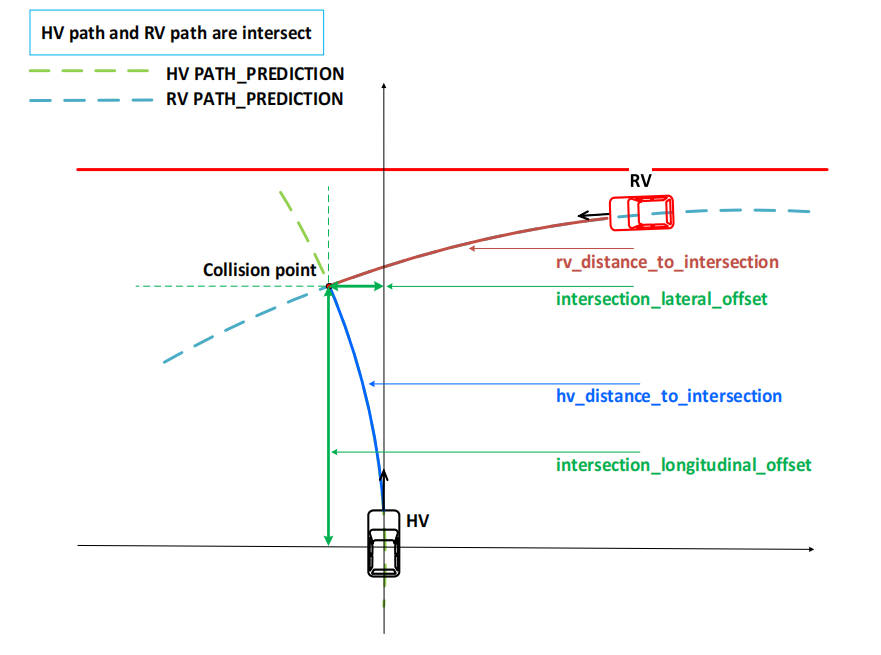 HV path and RV path are intersect
HV PATH_PREDICTION
RV PATH_PREDICTION
RV
rv_distance_to_intersection
Collision point
intersection_lateral_offset
hv_distance_to_intersection
intersection_longitudinal_offset
HV